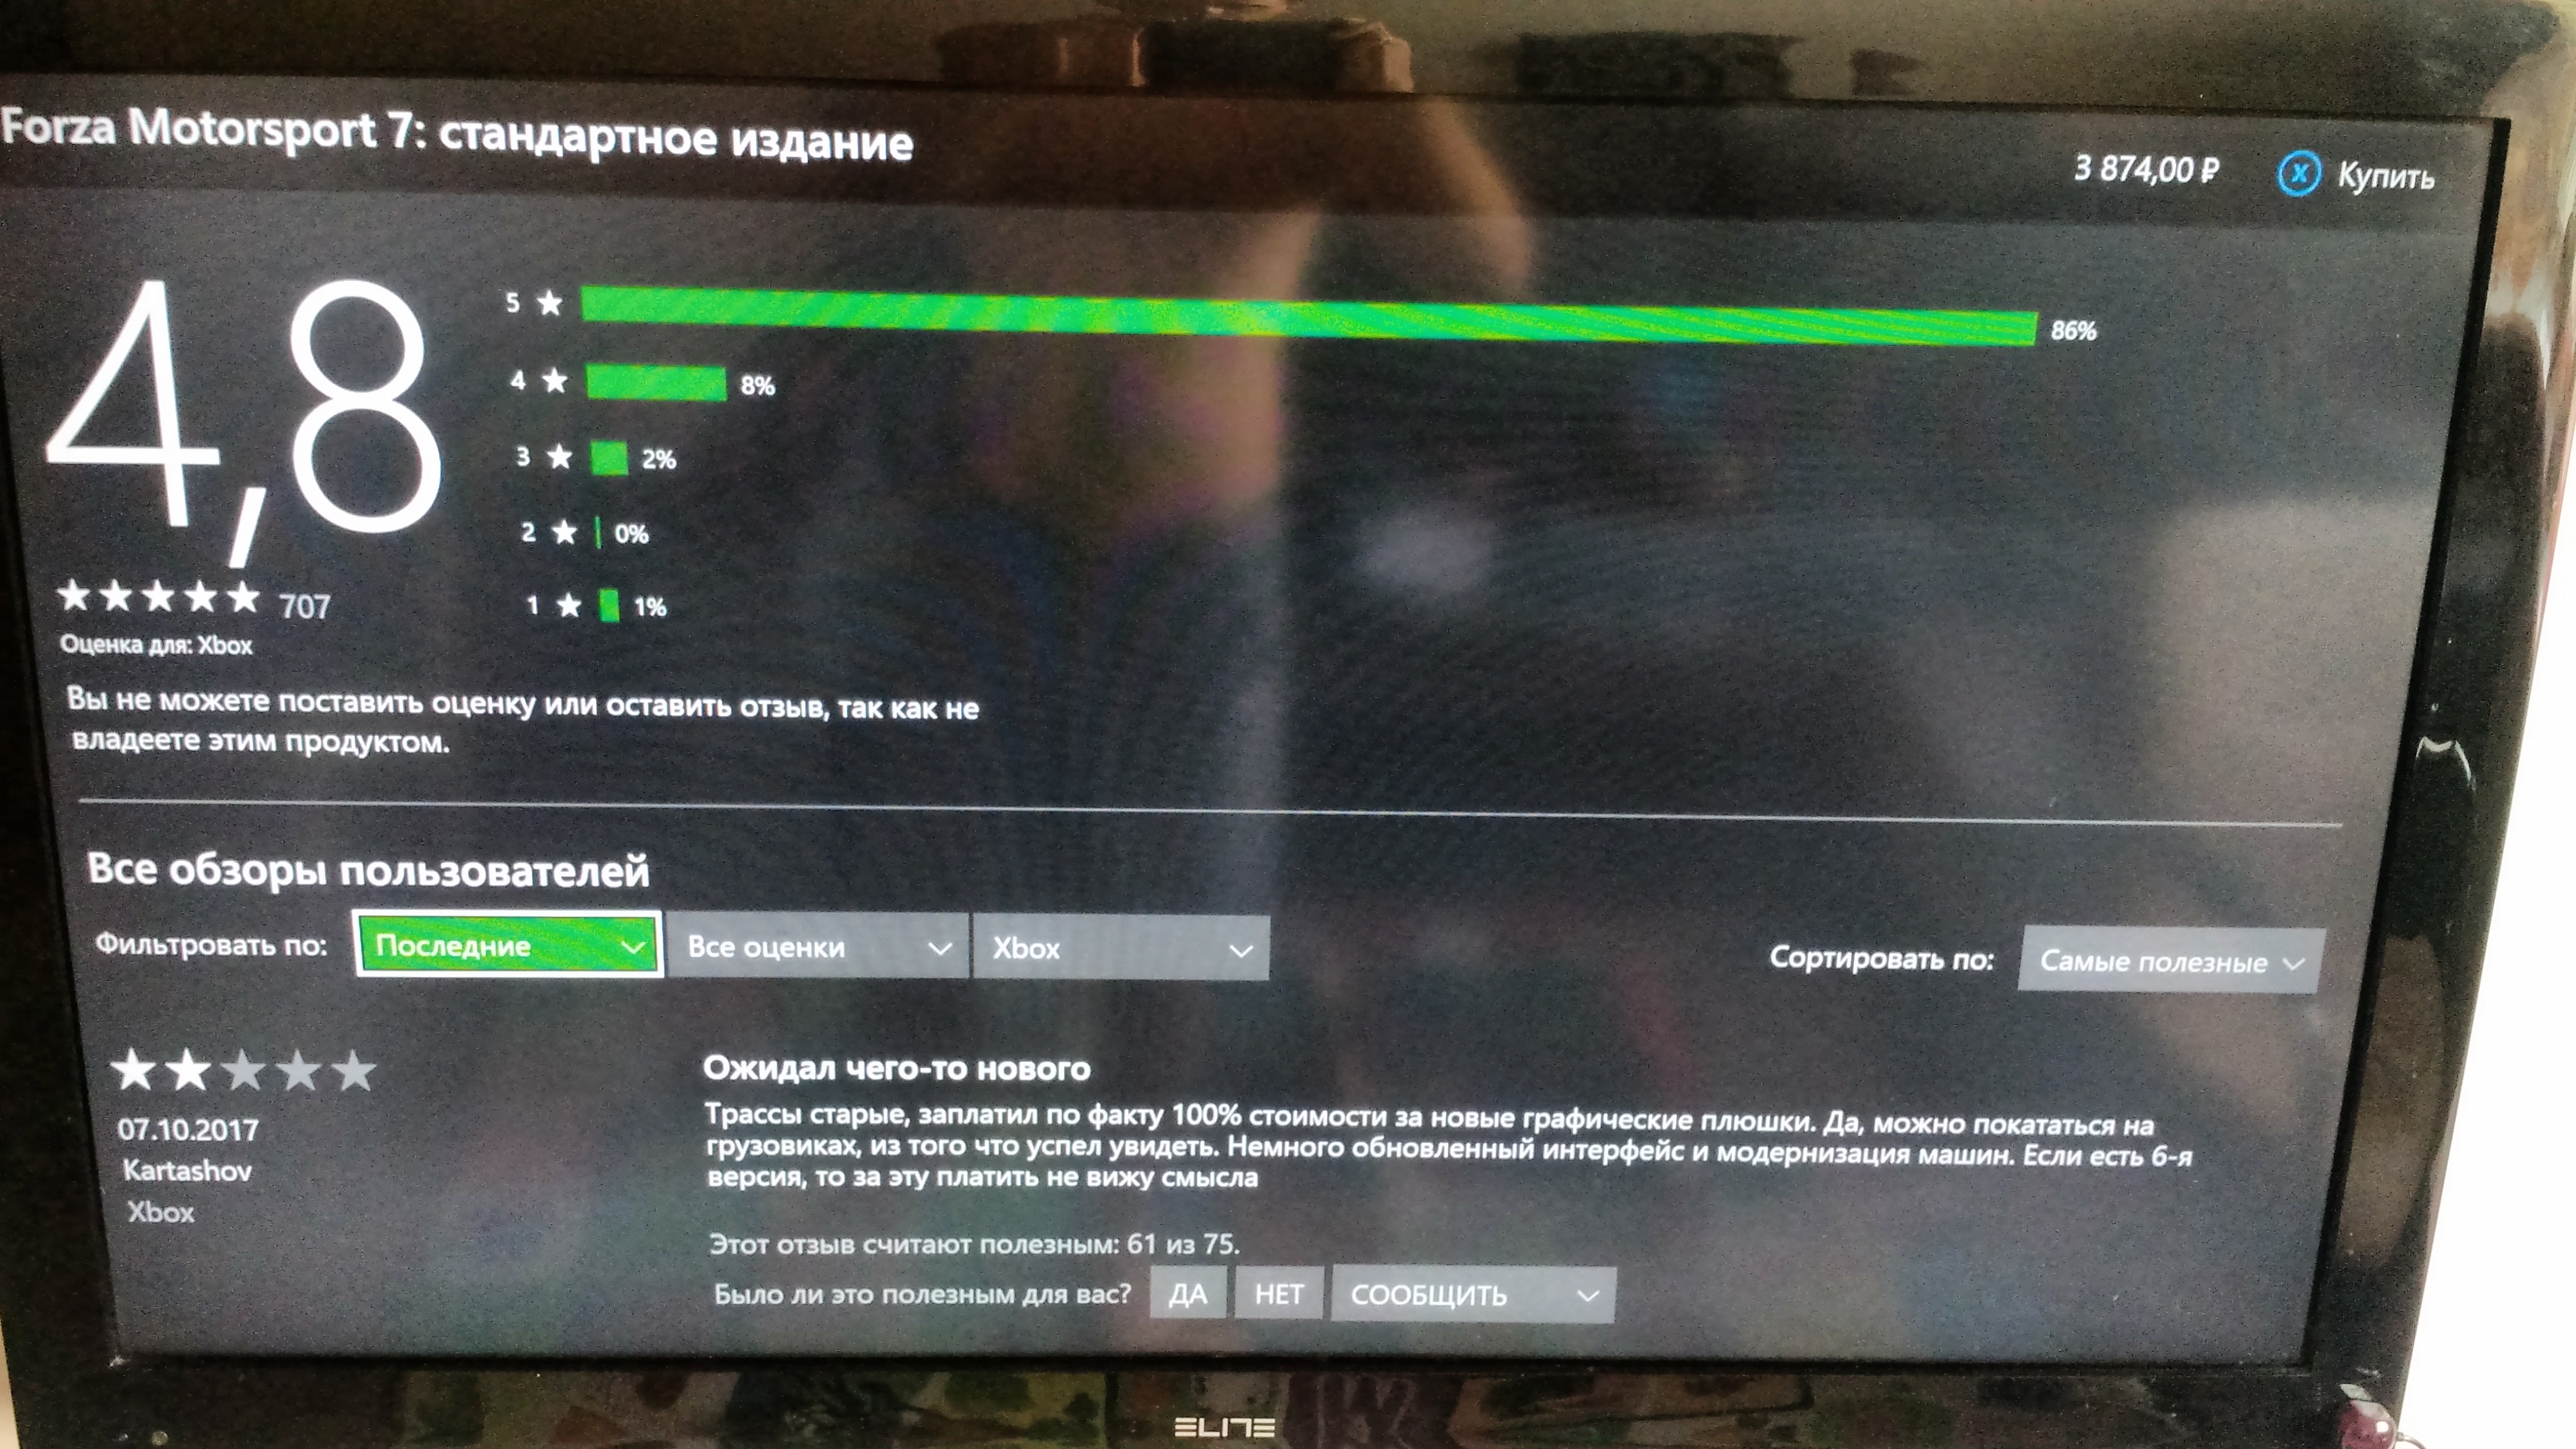 Forza Motorsport 7: стандартное издание
3 874,00 ₽
X Купить
4,8
5 ★ 86%
4 ★ 8%
3 ★ 2%
2 ★ 0%
1 ★ 1%
★★★★★ 707
Оценка для: Xbox
Вы не можете поставить оценку или оставить отзыв, так как не
владеете этим продуктом.
Все обзоры пользователей
Фильтровать по: Последние Все оценки Xbox
Сортировать по: Самые полезные
★★★★★
07.10.2017
Kartashov
Xbox
Ожидал чего-то нового
Трассы старые, заплатил по факту 100% стоимости за новые графические плюшки. Да, можно покататься на
грузовиках, из того что успел увидеть. Немного обновленный интерфейс и модернизация машин. Если есть 6-я
версия, то за эту платить не вижу смысла
Этот отзыв считают полезным: 61 из 75.
Было ли это полезным для вас? ДА НЕТ СООБЩИТЬ
ELITE